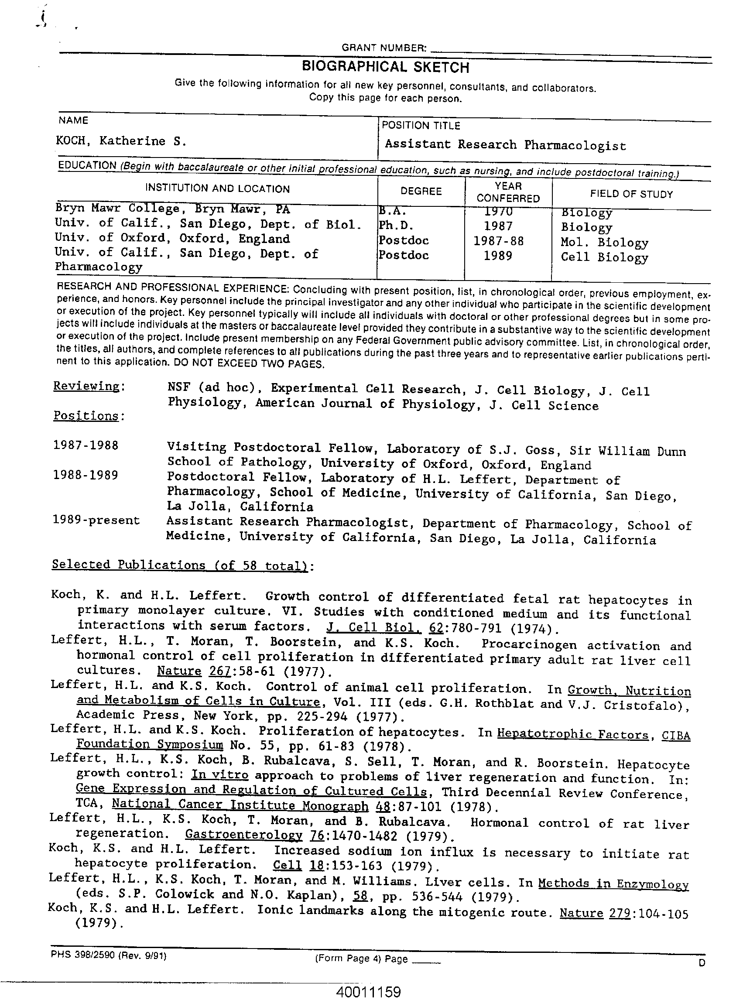 GRANT NUMBER:
BIOGRAPHICAL SKETCH
Give the following information for all new key personnel, consultants, and collaborators.
Copy this page for each person.
NAME
POSITION TITLE
KOCH, Katherine S.
Assistant Research Pharmacologist
EDUCATION (Begin with baccalaureate or other initial professional education, such as nursing, and include postdoctoral training.)
INSTITUTION AND LOCATION DEGREE YEAR CONFERRED FIELD OF STUDY
Bryn Mawr College, Bryn Mawr, PA B.A. 1970 Biology
Univ. of Calif., San Diego, Dept. of Biol. Ph.D. 1987 Biology
Univ. of Oxford, Oxford, England Postdoc 1987-88 Mol. Biology
Univ. of Calif., San Diego, Dept. of Postdoc 1989 Cell Biology
Pharmacology
RESEARCH AND PROFESSIONAL EXPERIENCE: Concluding with present position, list, in chronological order, previous employment, ex-
perience, and honors. Key personnel include the principal investigator and any other individual who participate in the scientific development
or execution of the project. Key personnel typically will include all individuals with doctoral or other professional degrees but in some pro-
jects will include individuals at the masters or baccalaureate level provided they contribute in a substantive way to the scientific development
or execution of the project. Include present membership on any Federal Government public advisory committee. List, in chronological order,
the titles, all authors, and complete references to all publications during the past three years and to representative earlier publications perti-
nent to this application. DO NOT EXCEED TWO PAGES.
Reviewing: NSF (ad hoc), Experimental Cell Research, J. Cell Biology, J. Cell
Physiology, American Journal of Physiology, J. Cell Science
Positions:
1987-1988 Visiting Postdoctoral Fellow, Laboratory of S.J. Goss, Sir William Dunn
School of Pathology, University of Oxford, Oxford, England
1988-1989 Postdoctoral Fellow, Laboratory of H.L. Leffert, Department of
Pharmacology, School of Medicine, University of California, San Diego,
La Jolla, California
1989-present Assistant Research Pharmacologist, Department of Pharmacology, School of
Medicine, University of California, San Diego, La Jolla, California
Selected Publications (of 58 total):
Koch, K. and H.L. Leffert. Growth control of differentiated fetal rat hepatocytes in
primary monolayer culture. VI. Studies with conditioned medium and its functional
interactions with serum factors. J. Cell Biol. 62:780-791 (1974).
Leffert, H.L., T. Moran, T. Boorstein, and K.S. Koch. Procarcinogen activation and
hormonal control of cell proliferation in differentiated primary adult rat liver cell
cultures. Nature 267:58-61 (1977).
Leffert, H.L. and K.S. Koch. Control of animal cell proliferation. In Growth, Nutrition
and Metabolism of Cells in Culture, Vol. III (eds. G.H. Rothblat and V.J. Cristofalo),
Academic Press, New York, pp. 225-294 (1977).
Leffert, H.L. and K.S. Koch. Proliferation of hepatocytes. In Hepatotrophic Factors, CIBA
Foundation Symposium No. 55, pp. 61-83 (1978).
Leffert, H.L., K.S. Koch, B. Rubalcava, S. Sell, T. Moran, and R. Boorstein. Hepatocyte
growth control: In vitro approach to problems of liver regeneration and function. In:
Gene Expression and Regulation of Cultured Cells, Third Decennial Review Conference,
TCA, National Cancer Institute Monograph 48:87-101 (1978).
Leffert, H.L., K.S. Koch, T. Moran, and B. Rubalcava. Hormonal control of rat liver
regeneration. Gastroenterology 76:1470-1482 (1979).
Koch, K.S. and H.L. Leffert. Increased sodium ion influx is necessary to initiate rat
hepatocyte proliferation. Cell 18:153-163 (1979).
Leffert, H.L., K.S. Koch, T. Moran, and M. Williams. Liver cells. In Methods in Enzymology
(eds. S.P. Colowick and N.O. Kaplan), 58, pp. 536-544 (1979).
Koch, K.S. and H.L. Leffert. Ionic landmarks along the mitogenic route. Nature 279:104-105
(1979).
PHS 398/2590 (Rev. 9/91) (Form Page 4) Page D
40011159